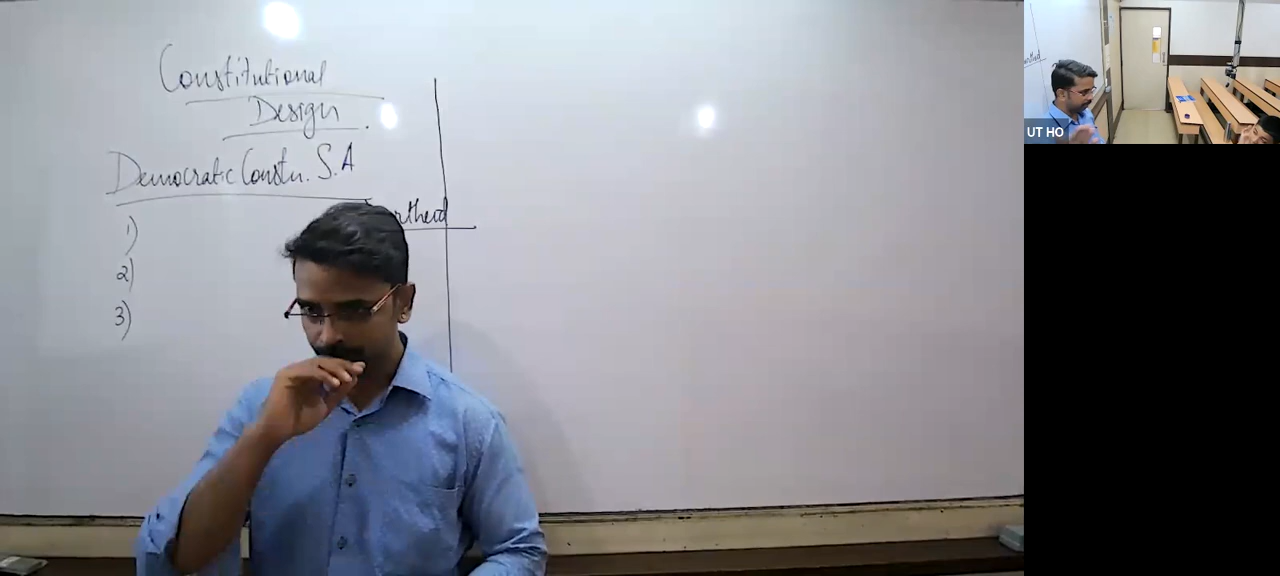 Constitutional
Design.
Democratic Constn. S.A
1)
2)
3)
UT HO